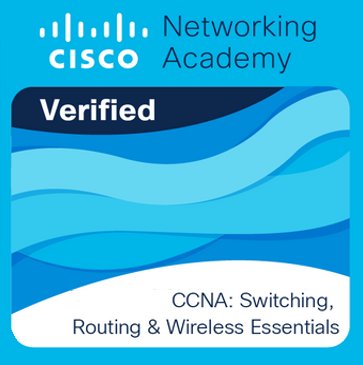 CISCO
Networking
Academy
Verified
CCNA: Switching,
Routing & Wireless Essentials